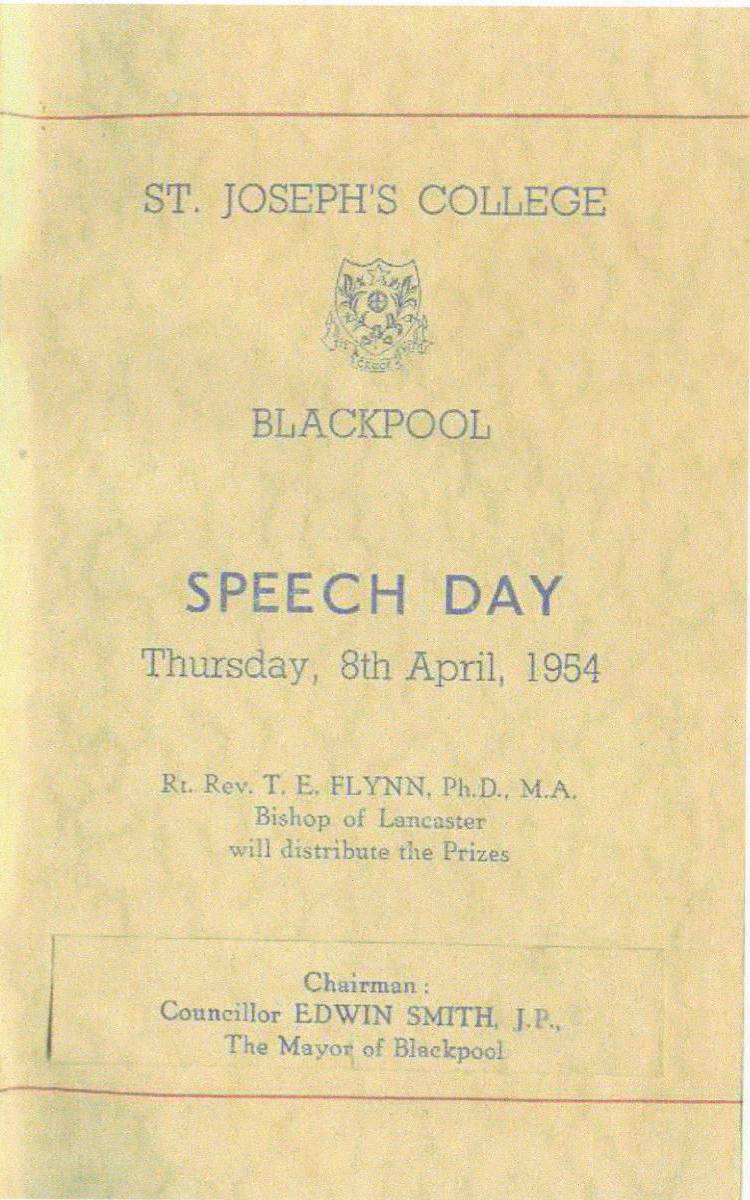 ST. JOSEPH'S COLLEGE
BLACKPOOL
SPEECH DAY
Thursday, 8th April, 1954
Rt. Rev. T. E. FLYNN, Ph.D., M.A.
Bishop of Lancaster
will distribute the Prizes
Chairman :
Councillor EDWIN SMITH, J.P.,
The Mayor of Blackpool